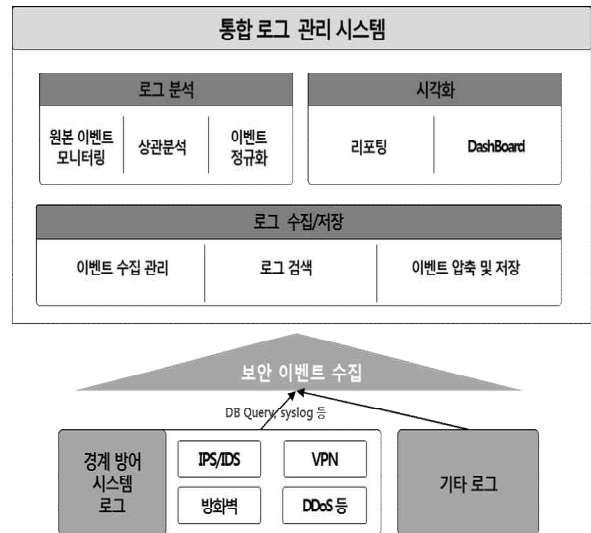 통합 로그 관리 시스템
로그 분석
시각화
원본 이벤트
모니터링
상관분석
이벤트
정규화
리포팅
DashBoard
로그 수집/저장
이벤트 수집 관리
로그 검색
이벤트 압축 및 저장
보안 이벤트 수집
DB Query, syslog 등
경계 방어
시스템
로그
IPS/IDS
VPN
방화벽
DDoS 등
기타 로그